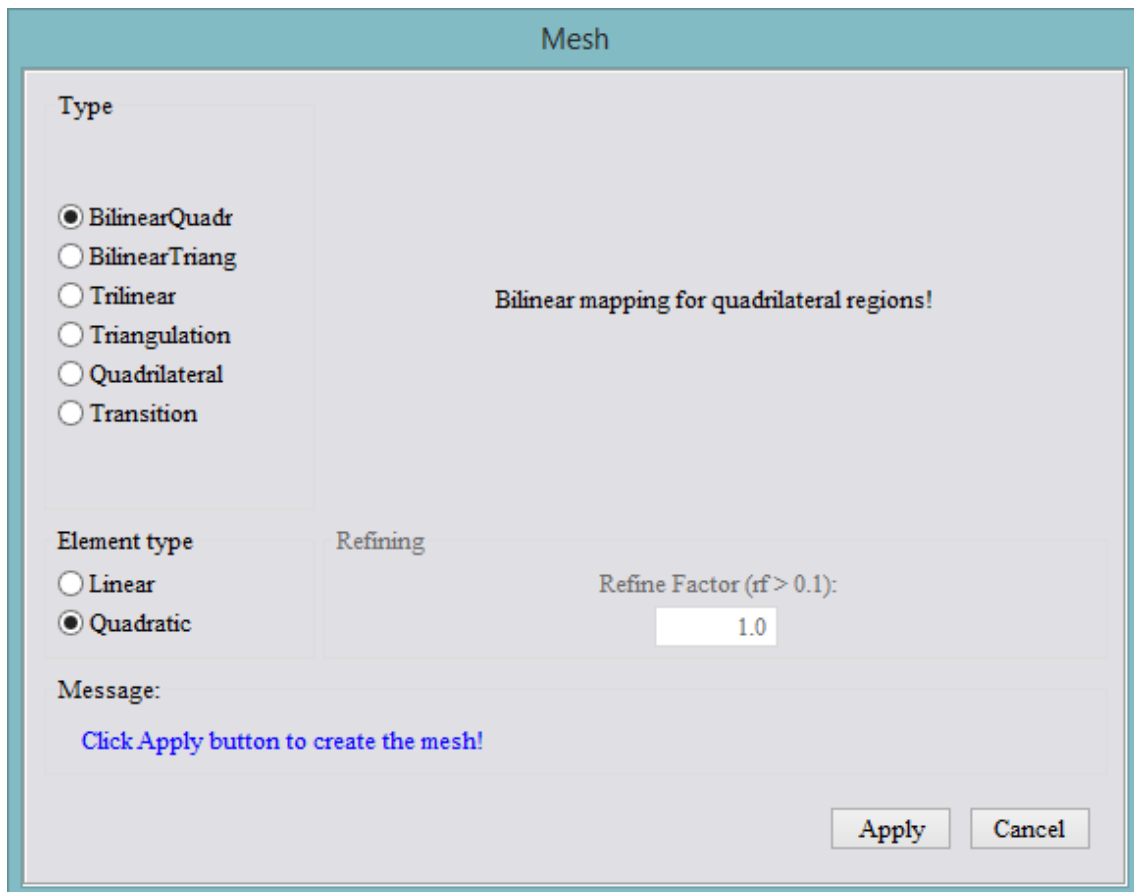 Mesh
Type
BilinearQuadr
BilinearTriang
Trilinear
Triangulation
Quadrilateral
Transition
Bilinear mapping for quadrilateral regions!
Element type
Linear
Quadratic
Refining
Refine Factor (rf > 0.1):
1.0
Message:
Click Apply button to create the mesh!
Apply
Cancel